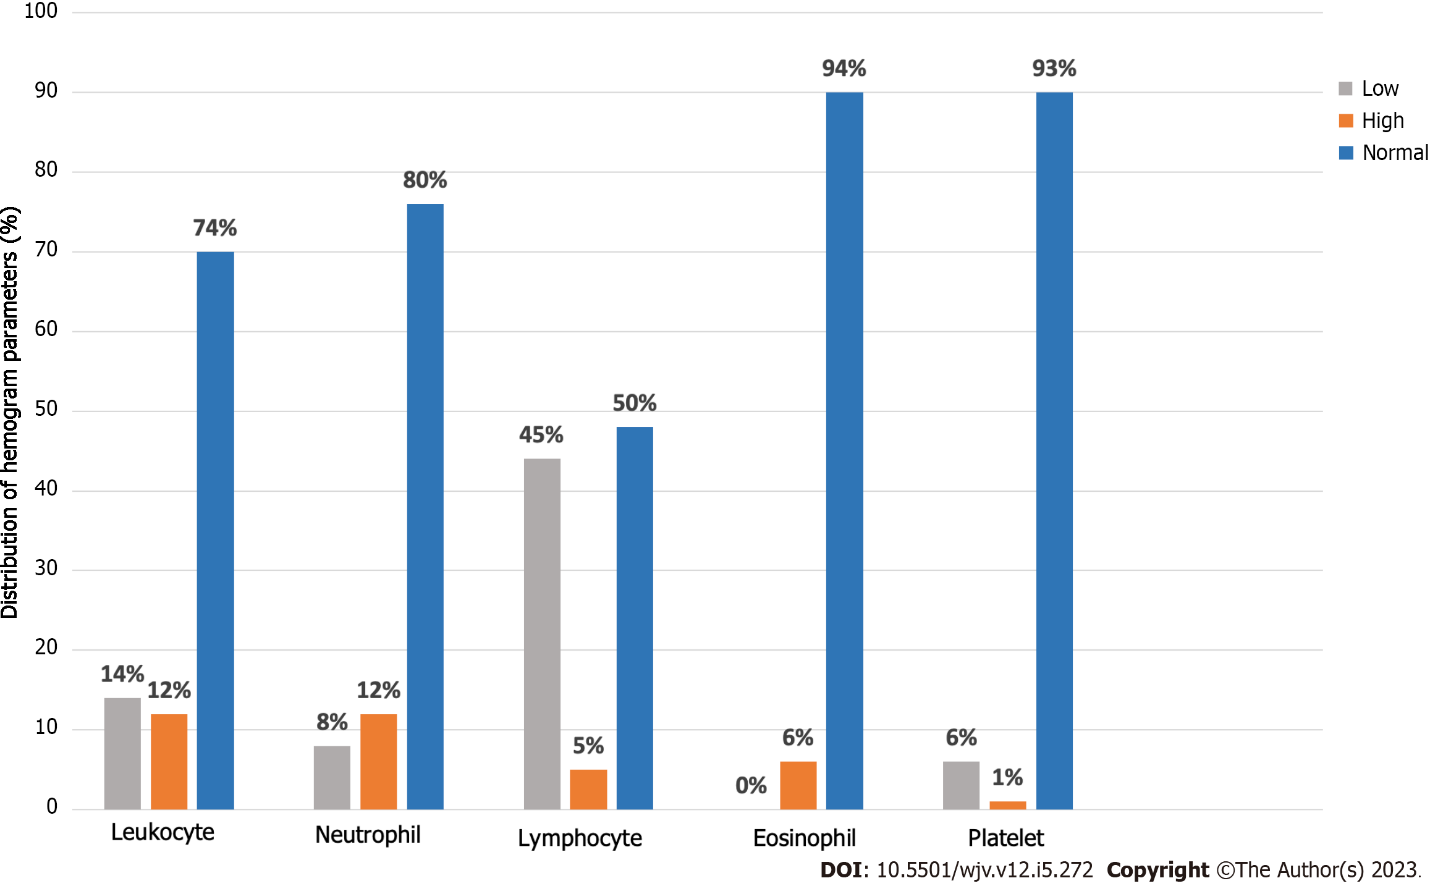 Distribution of hemogram parameters (%)
100
90
80
70
60
50
40
30
20
10
0
14%
12%
74%
8%
12%
80%
45%
5%
50%
0%
6%
94%
6%
1%
93%
Leukocyte
Neutrophil
Lymphocyte
Eosinophil
Platelet
Low
High
Normal
DOI: 10.5501/wjv.v12.i5.272 Copyright ©The Author(s) 2023.